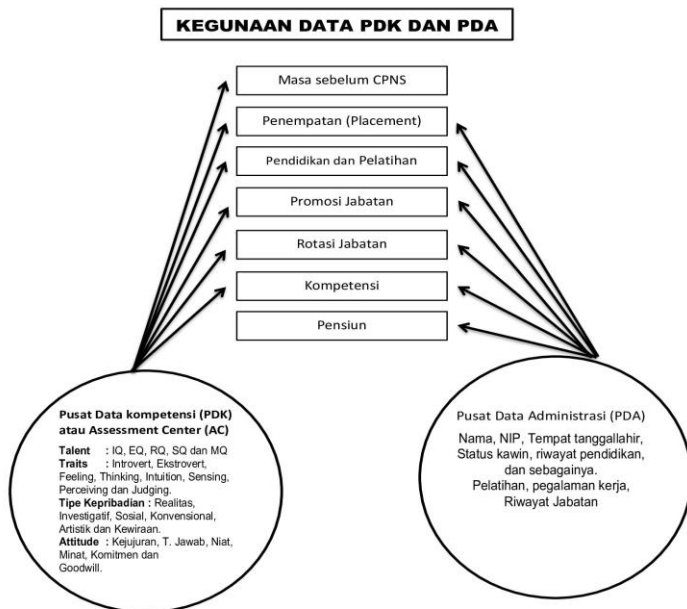 KEGUNAAN DATA PDK DAN PDA
Masa sebelum CPNS
Penempatan (Placement)
Pendidikan dan Pelatihan
Promosi Jabatan
Rotasi Jabatan
Kompetensi
Pensiun
Pusat Data kompetensi (PDK)
atau Assessment Center (AC)
Talent : IQ, EQ, RQ, SQ dan MQ
Traits : Introvert, Ekstrovert,
Feeling, Thinking, Intuition, Sensing,
Perceiving dan Judging.
Tipe Kepribadian : Realitas,
Investigatif, Sosial, Konvensional,
Artistik dan Kewiraan.
Attitude : Kejujuran, T. Jawab, Niat,
Minat, Komitmen dan
Goodwill.
Pusat Data Administrasi (PDA)
Nama, NIP, Tempat tanggallahir,
Status kawin, riwayat pendidikan,
dan sebagainya.
Pelatihan, pegalaman kerja,
Riwayat Jabatan